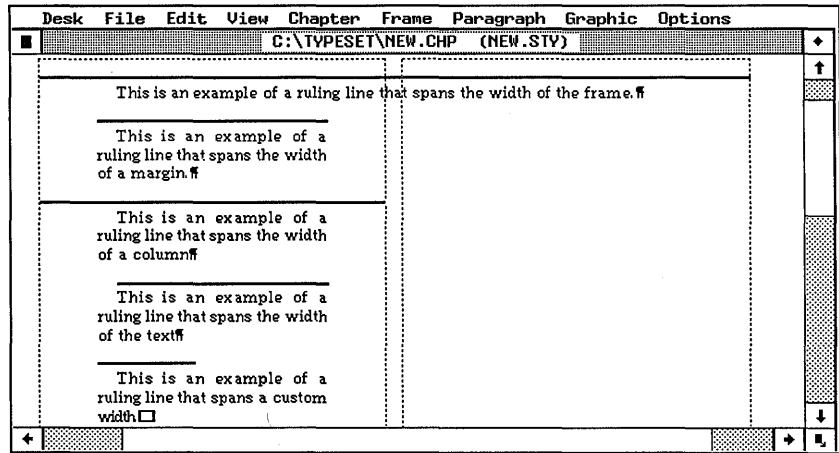 Desk File Edit View Chapter Frame Paragraph Graphic Options
C:\TYPESET\NEW.CHP (NEW.STY)
This is an example of a ruling line that spans the width of the frame.¶
This is an example of a
ruling line that spans the width
of a margin.¶
This is an example of a
ruling line that spans the width
of a column¶
This is an example of a
ruling line that spans the width
of the text¶
This is an example of a
ruling line that spans a custom
width